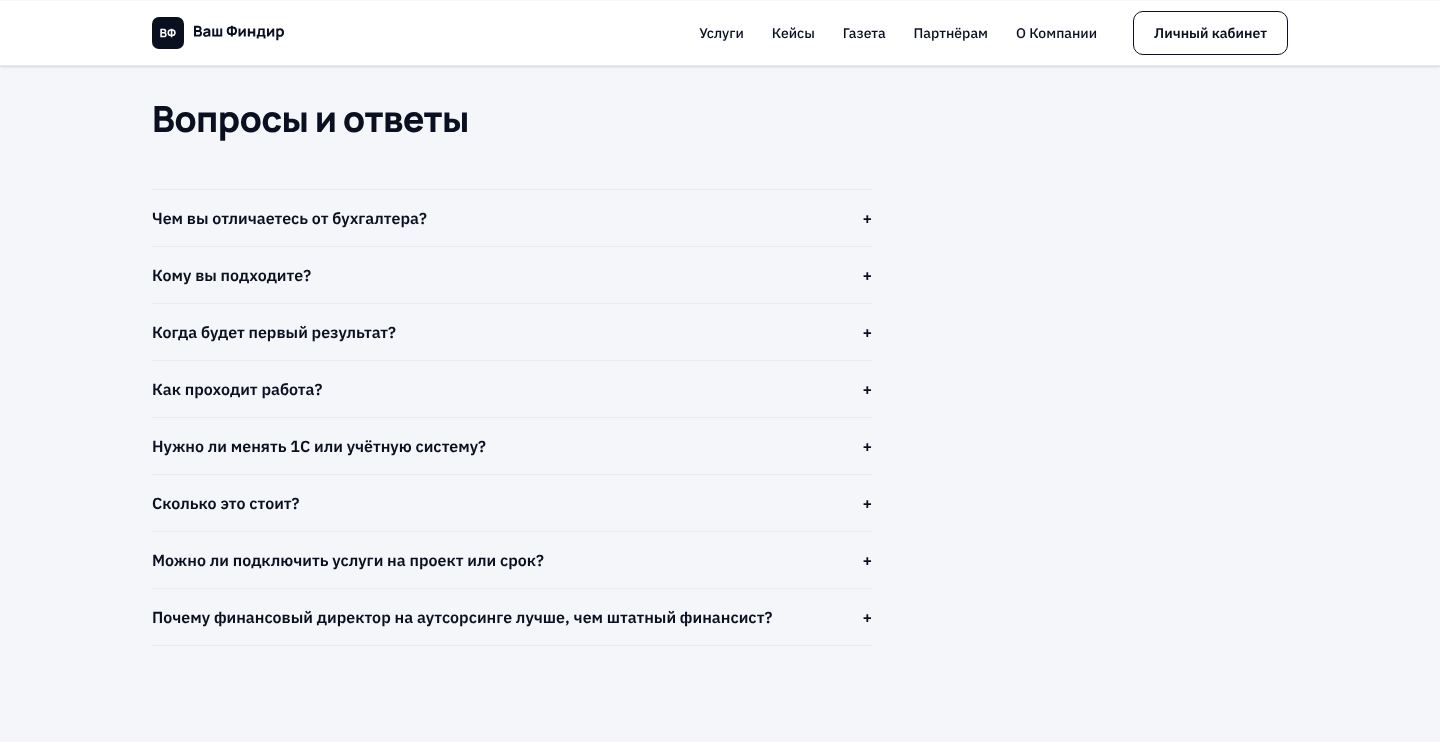 ВФ Ваш Финдир Услуги Кейсы Газета Партнёрам О Компании Личный кабинет
Вопросы и ответы
Чем вы отличаетесь от бухгалтера? +
Кому вы подходите? +
Когда будет первый результат? +
Как проходит работа? +
Нужно ли менять 1С или учётную систему? +
Сколько это стоит? +
Можно ли подключить услуги на проект или срок? +
Почему финансовый директор на аутсорсинге лучше, чем штатный финансист? +